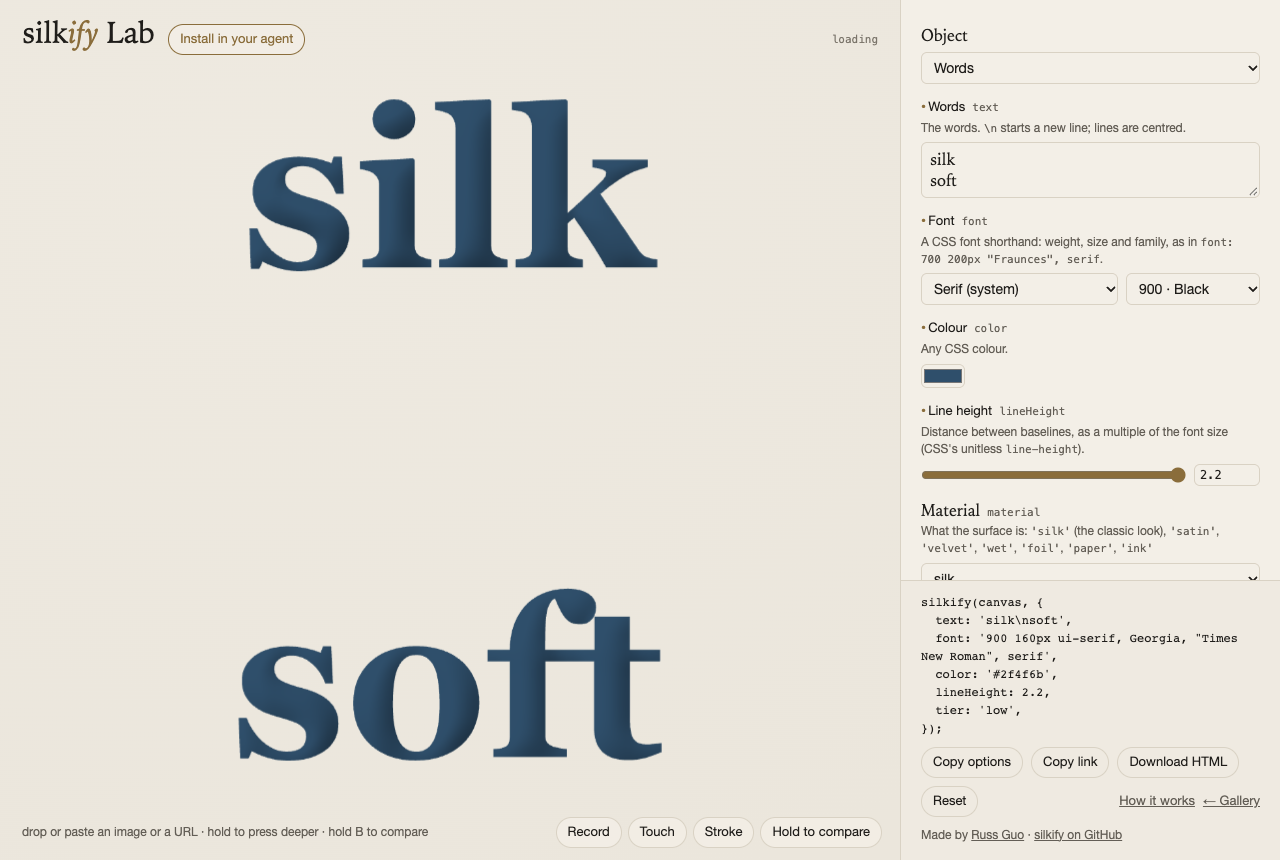 silkify Lab
Install in your agent
loading
silk
soft
drop or paste an image or a URL · hold to press deeper · hold B to compare
Record
Touch
Stroke
Hold to compare
Object
Words
• Words text
The words. \n starts a new line; lines are centred.
silk
soft
• Font font
A CSS font shorthand: weight, size and family, as in font:
700 200px "Fraunces", serif.
Serif (system)
900 · Black
• Colour color
Any CSS colour.
• Line height lineHeight
Distance between baselines, as a multiple of the font size
(CSS's unitless line-height).
2.2
Material material
What the surface is: 'silk' (the classic look), 'satin',
'velvet', 'wet', 'foil', 'paper', 'ink'
silk
silkify(canvas, {
  text: 'silk\nsoft',
  font: '900 160px ui-serif, Georgia, "Times
New Roman", serif',
  color: '#2f4f6b',
  lineHeight: 2.2,
  tier: 'low',
});
Copy options
Copy link
Download HTML
Reset
How it works
← Gallery
Made by Russ Guo · silkify on GitHub